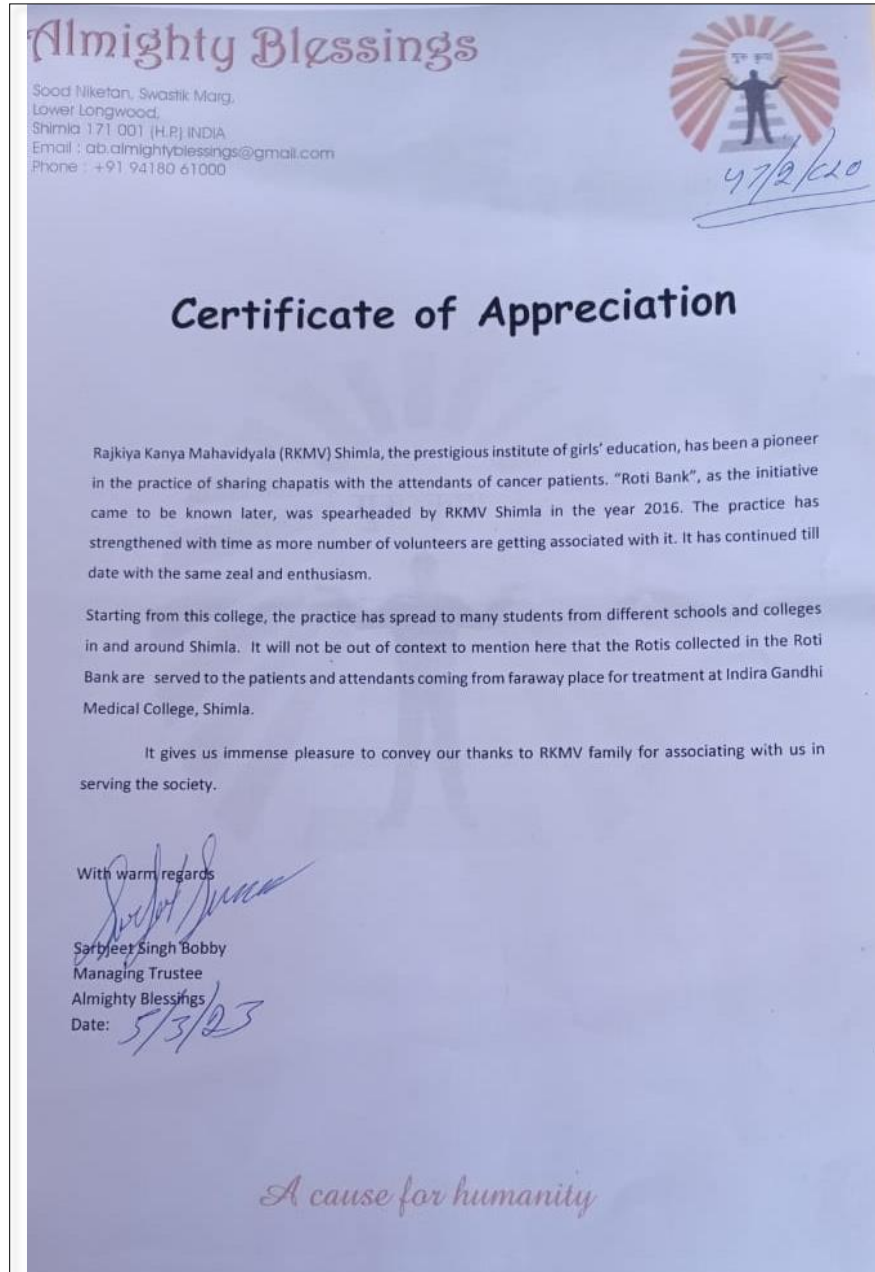 Almighty Blessings
Sood Niketan, Swastik Marg,
Lower Longwood,
Shimla 171 001 (H.P.) INDIA
Email : ab.almightyblessings@gmail.com
Phone : +91 94180 61000
गुरु कृपा
Certificate of Appreciation
Rajkiya Kanya Mahavidyala (RKMV) Shimla, the prestigious institute of girls' education, has been a pioneer
in the practice of sharing chapatis with the attendants of cancer patients. "Roti Bank", as the initiative
came to be known later, was spearheaded by RKMV Shimla in the year 2016. The practice has
strengthened with time as more number of volunteers are getting associated with it. It has continued till
date with the same zeal and enthusiasm.
Starting from this college, the practice has spread to many students from different schools and colleges
in and around Shimla. It will not be out of context to mention here that the Rotis collected in the Roti
Bank are served to the patients and attendants coming from faraway place for treatment at Indira Gandhi
Medical College, Shimla.
It gives us immense pleasure to convey our thanks to RKMV family for associating with us in
serving the society.
With warm regards
Sarbjeet Singh Bobby
Managing Trustee
Almighty Blessings
Date: 5/3/23
A cause for humanity